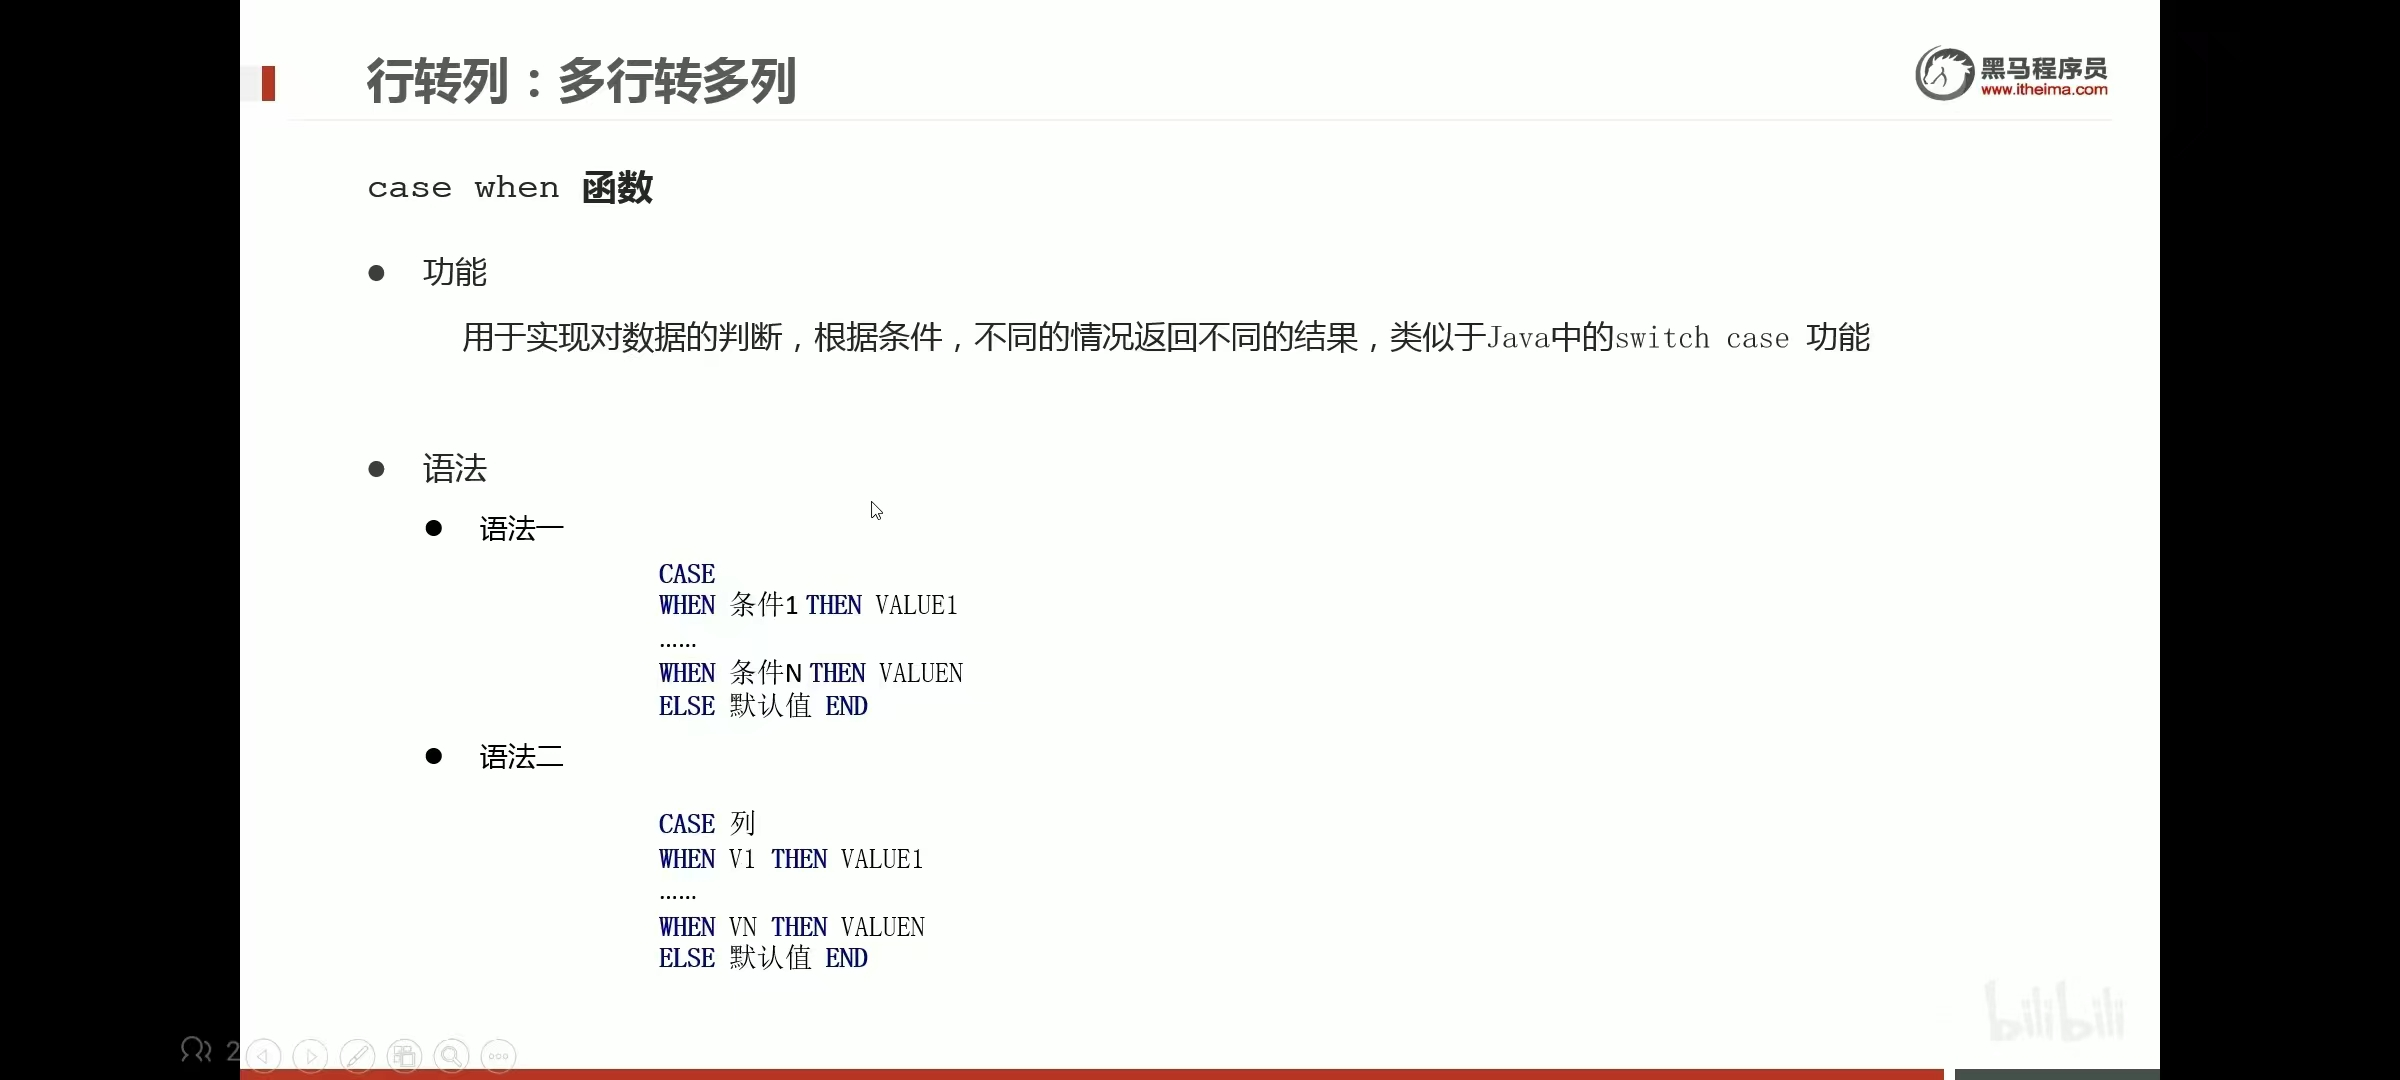 行转列：多行转多列
黑马程序员
www.itheima.com
case when 函数
● 功能
用于实现对数据的判断，根据条件，不同的情况返回不同的结果，类似于Java中的switch case 功能
● 语法
● 语法一
CASE
WHEN 条件1 THEN VALUE1
……
WHEN 条件N THEN VALUEN
ELSE 默认值 END
● 语法二
CASE 列
WHEN V1 THEN VALUE1
……
WHEN VN THEN VALUEN
ELSE 默认值 END
bilibili
2